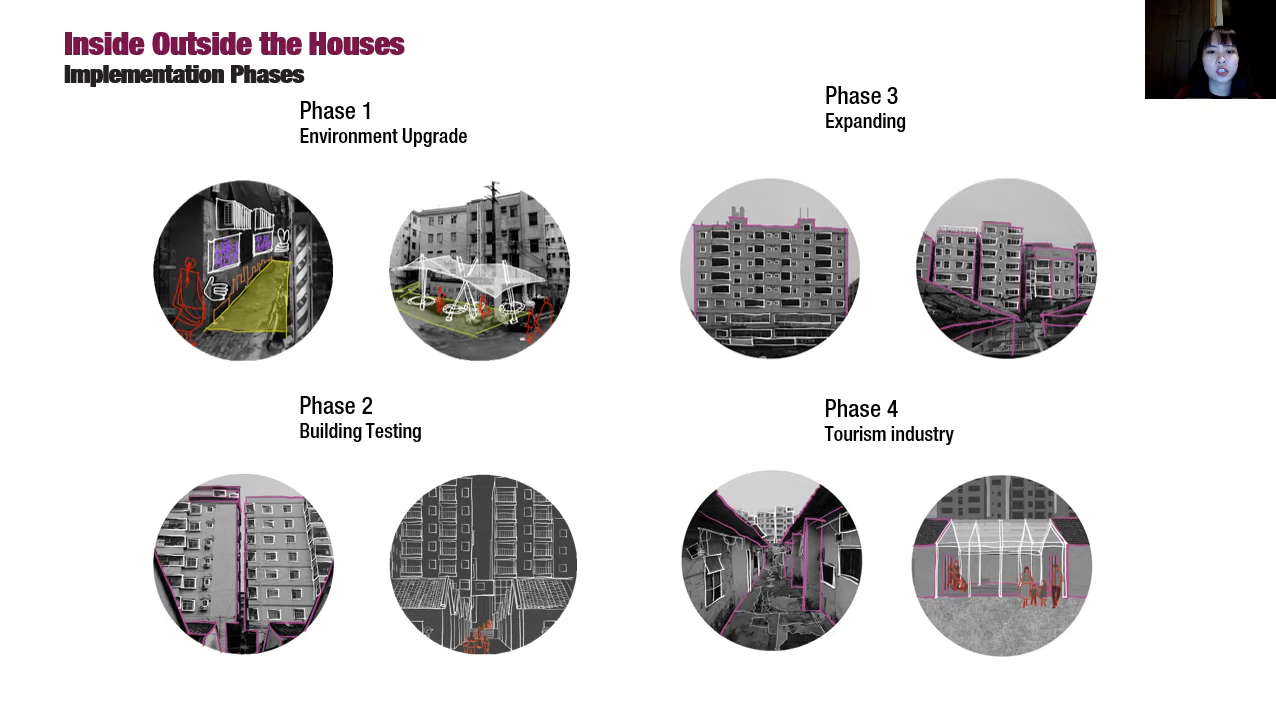 Inside Outside the Houses
Implementation Phases
Phase 1
Environment Upgrade
Phase 3
Expanding
Phase 2
Building Testing
Phase 4
Tourism industry